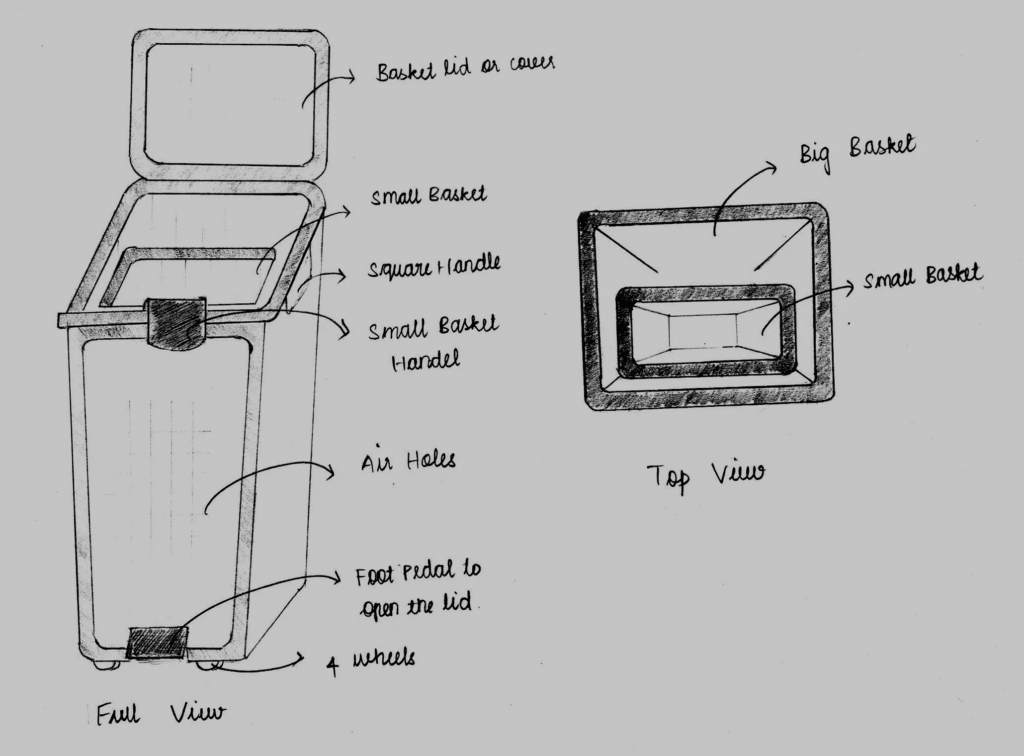 Basket lid or cover
Small Basket
Square Handle
Small Basket
Handel
Air Holes
Foot Pedal to
open the lid.
4 wheels
Full View
Big Basket
Small Basket
Top View